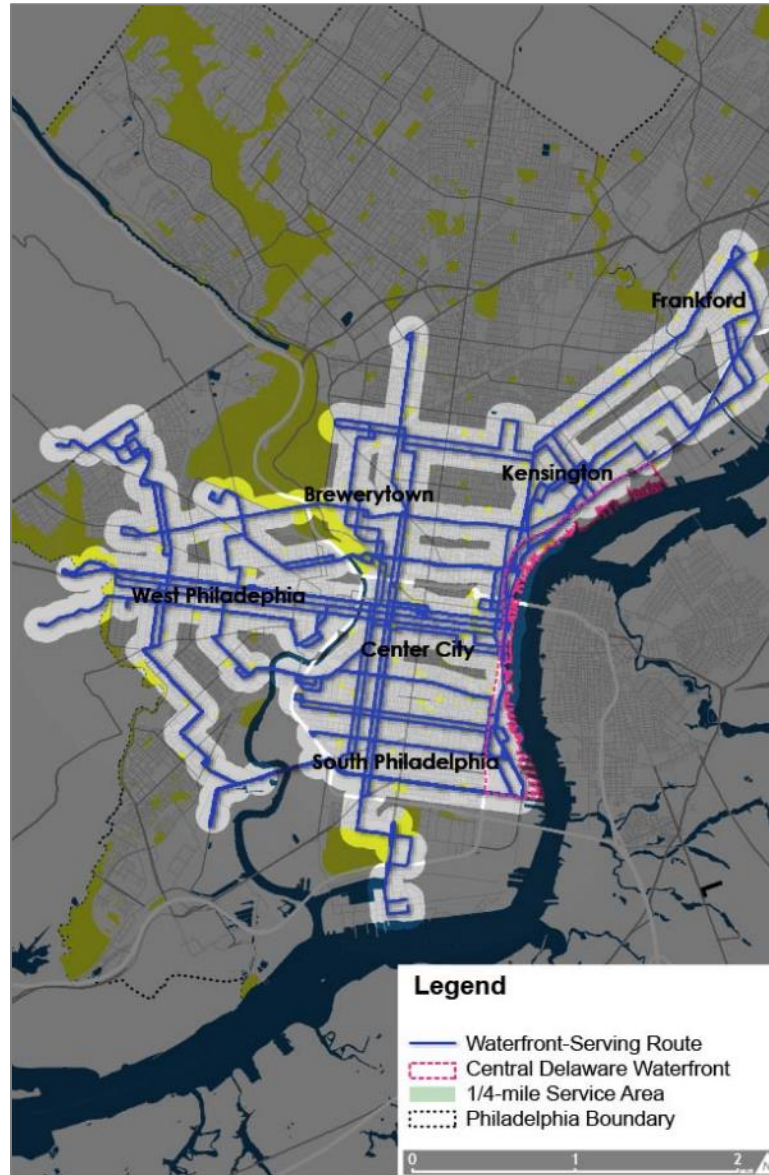 Frankford
Kensington
Brewerytown
West Philadephia
Center City
South Philadelphia
Legend
Waterfront-Serving Route
Central Delaware Waterfront
1/4-mile Service Area
Philadelphia Boundary
0 1 2